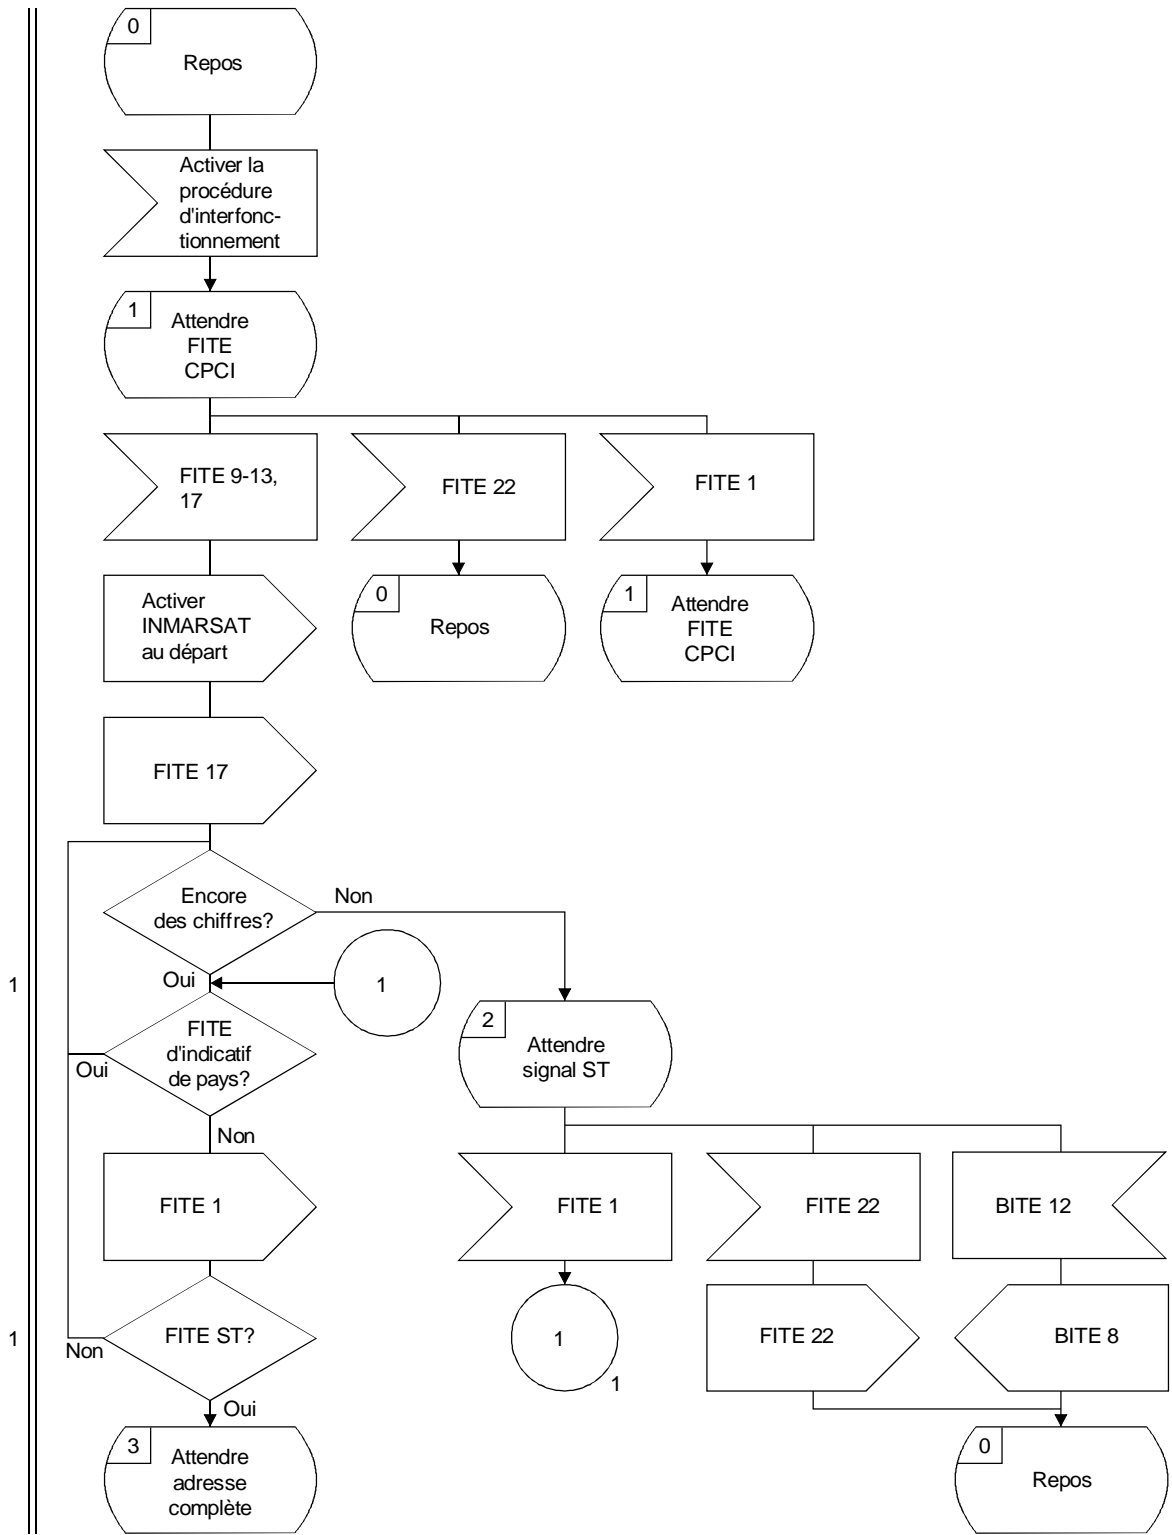 0
Repos
Activer la
procédure
d'interfonc-
tionnement
1
Attendre
FITE
CPCI
FITE 9-13,
17
FITE 22
FITE 1
Activer
INMARSAT
au départ
0
Repos
1
Attendre
FITE
CPCI
FITE 17
Encore
des chiffres?
Non
Oui
1
1
FITE
d'indicatif
de pays?
Oui
Non
2
Attendre
signal ST
FITE 1
FITE 1
FITE 22
BITE 12
1
FITE ST?
Non
Oui
1
1
FITE 22
BITE 8
3
Attendre
adresse
complète
0
Repos